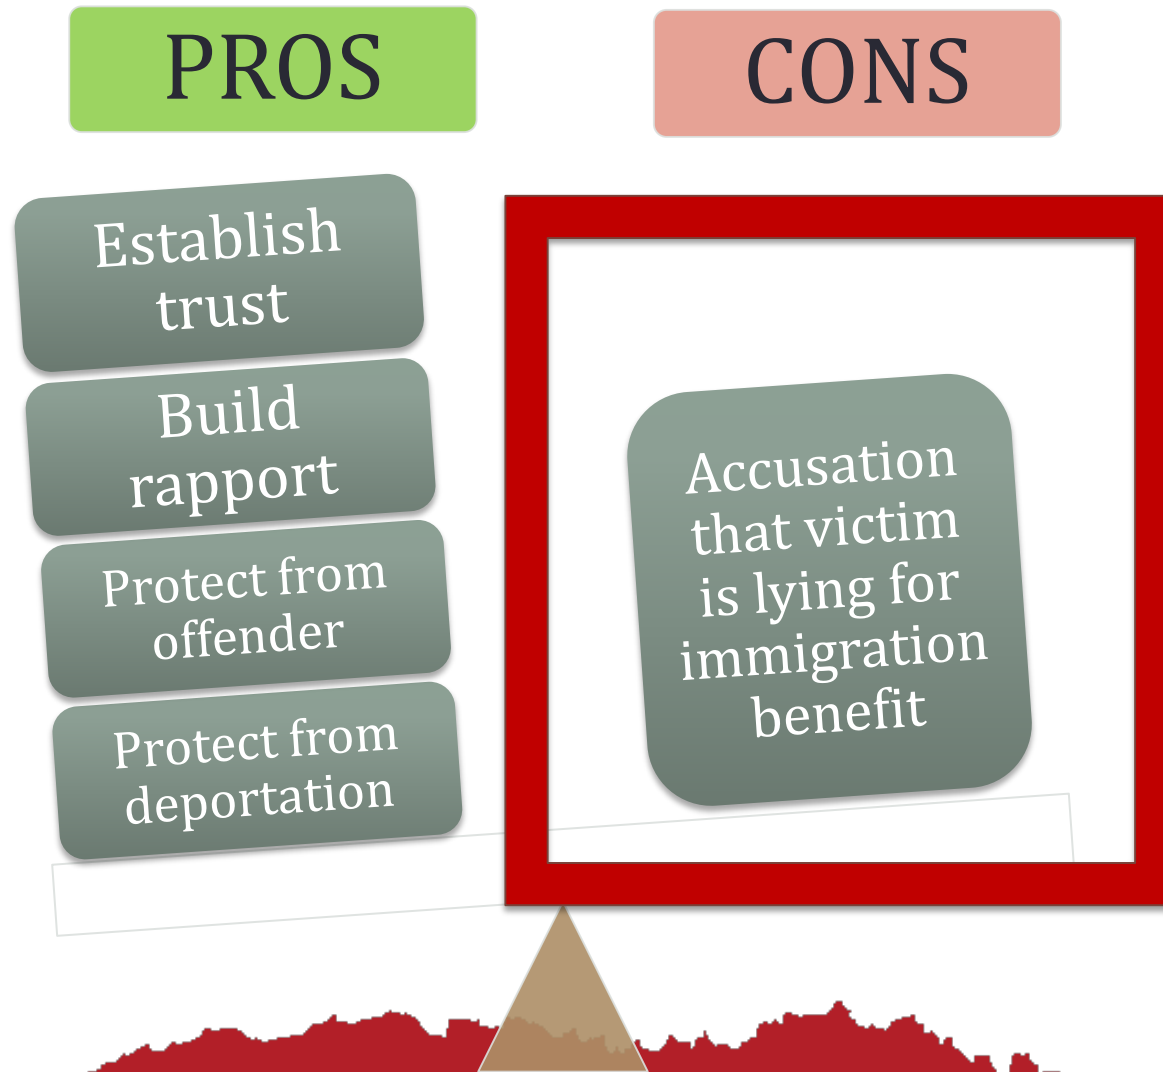 PROS
CONS
Establish
trust
Build
rapport
Protect from
offender
Protect from
deportation
Accusation
that victim
is lying for
immigration
benefit